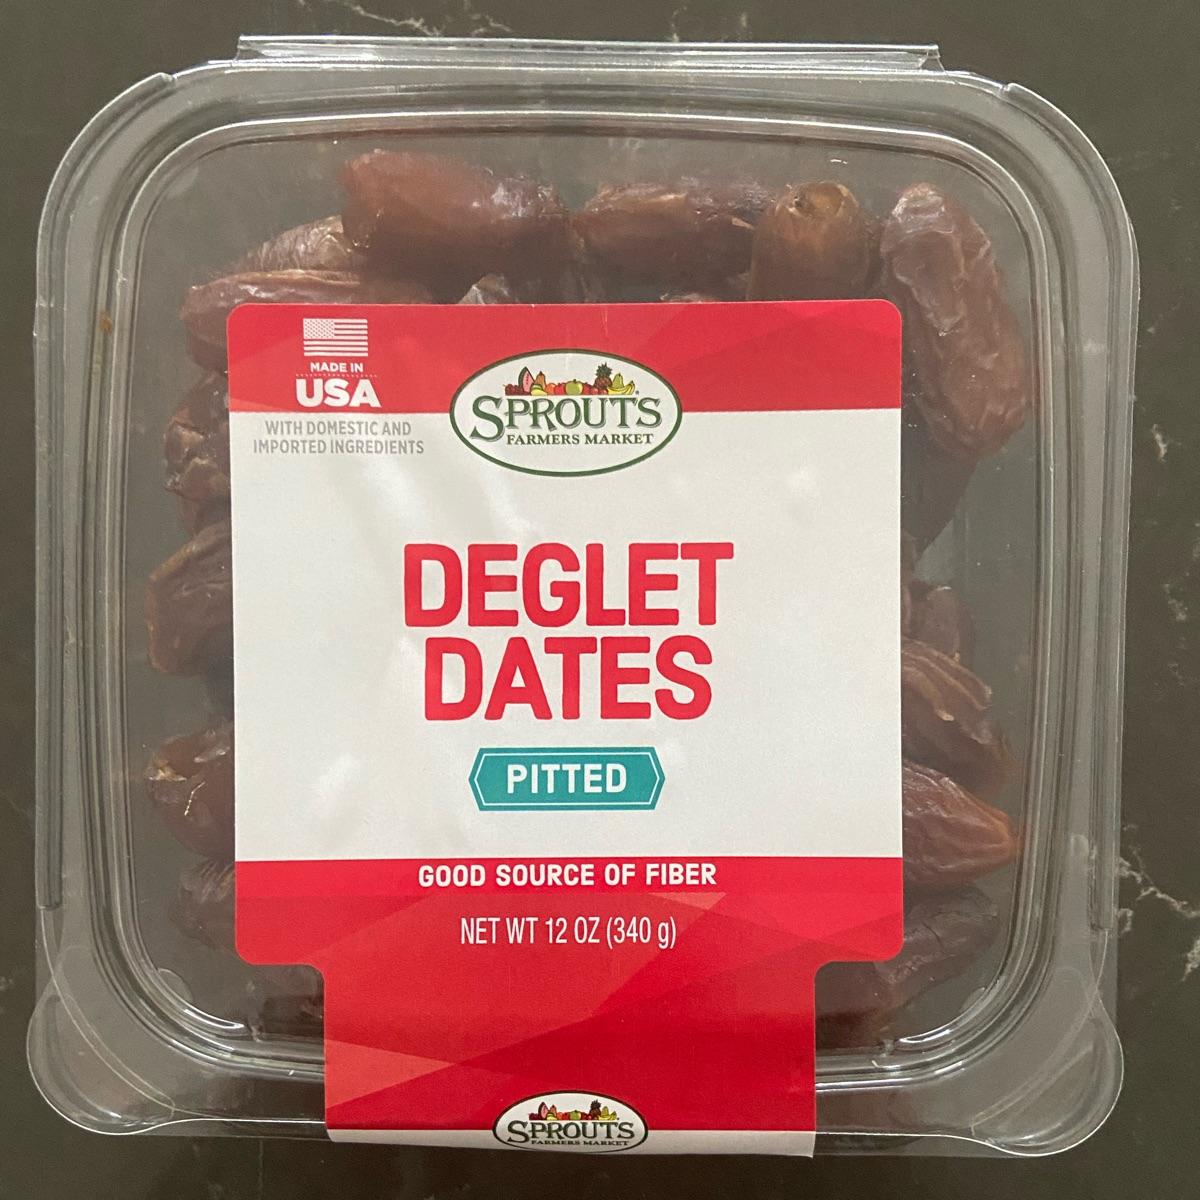 MADE IN
USA
WITH DOMESTIC AND
IMPORTED INGREDIENTS
SPROUTS
FARMERS MARKET
DEGLET
DATES
PITTED
GOOD SOURCE OF FIBER
NET WT 12 OZ (340 g)
SPROUTS
FARMERS MARKET